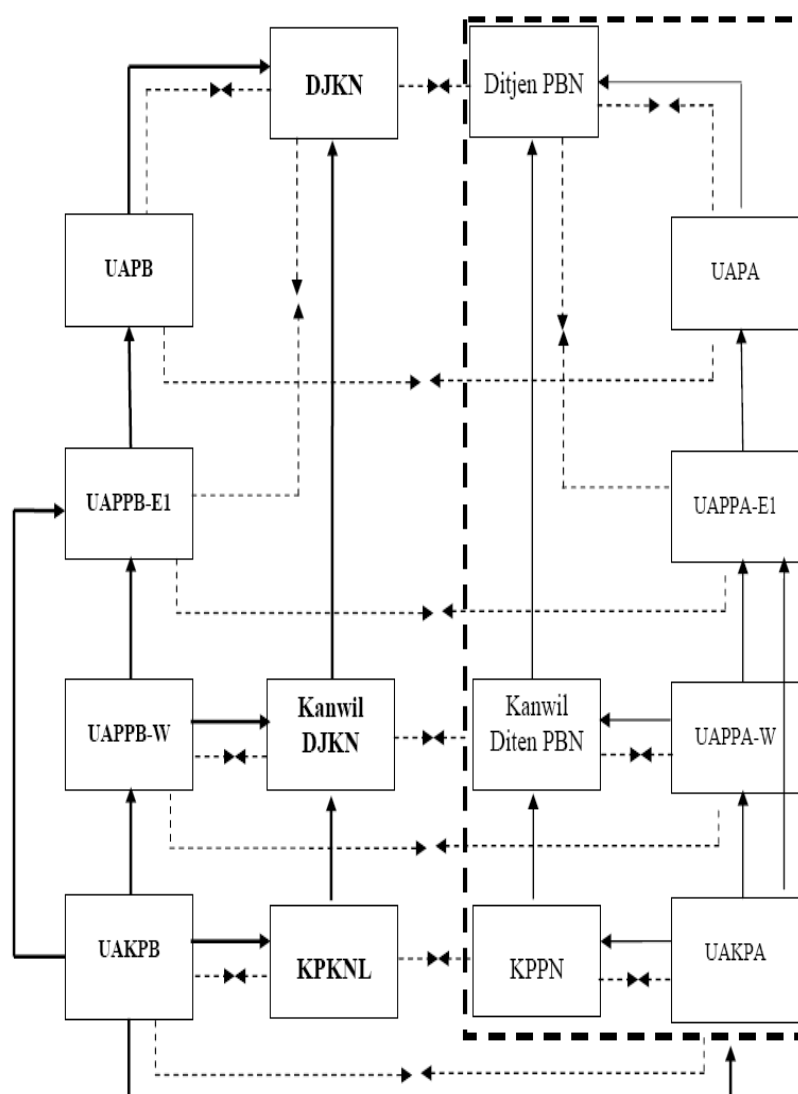 DJKN
Ditjen PBN
UAPB
UAPA
UAPPB-E1
UAPPA-E1
UAPPB-W
Kanwil
DJKN
Kanwil
Diten PBN
UAPPA-W
UAKPB
KPKNL
KPPN
UAKPA